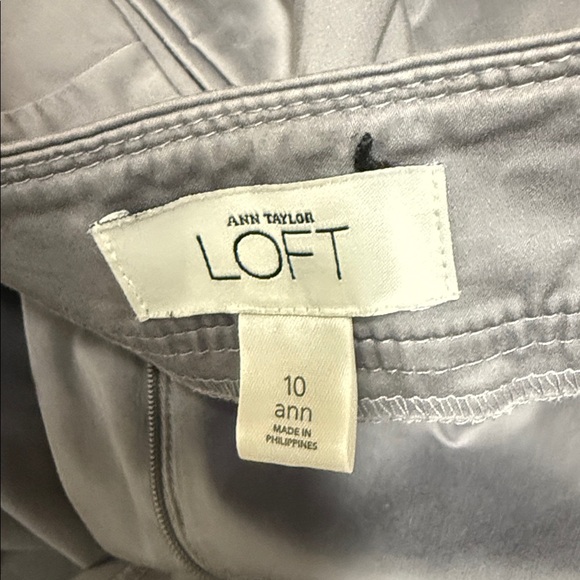 ANN TAYLOR
LOFT
10
ann
MADE IN
PHILIPPINES